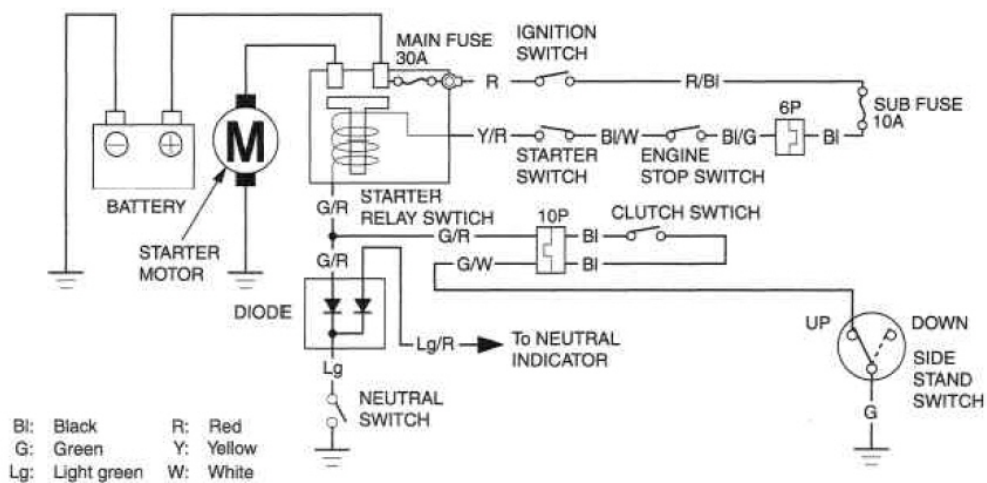 MAIN FUSE
30A
IGNITION
SWITCH
R
R/Bl
SUB FUSE
10A
6P
Y/R
Bl/W
Bl/G
Bl
STARTER
SWITCH
ENGINE
STOP SWITCH
M
BATTERY
STARTER
MOTOR
STARTER
RELAY SWTICH
G/R
G/R
10P
Bl
CLUTCH SWTICH
G/R
G/W
Bl
DIODE
Lg/R
To NEUTRAL
INDICATOR
UP
DOWN
SIDE
STAND
SWITCH
Lg
NEUTRAL
SWITCH
G
Bl: Black R: Red
G: Green Y: Yellow
Lg: Light green W: White